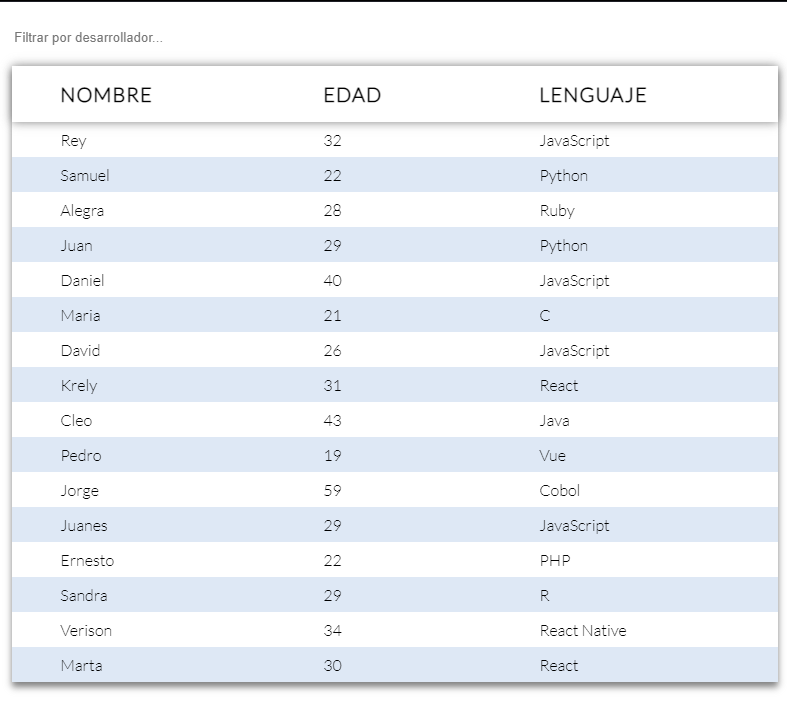 Filtrar por desarrollador...
NOMBRE EDAD LENGUAJE
Rey 32 JavaScript
Samuel 22 Python
Alegra 28 Ruby
Juan 29 Python
Daniel 40 JavaScript
Maria 21 C
David 26 JavaScript
Krely 31 React
Cleo 43 Java
Pedro 19 Vue
Jorge 59 Cobol
Juanes 29 JavaScript
Ernesto 22 PHP
Sandra 29 R
Verison 34 React Native
Marta 30 React